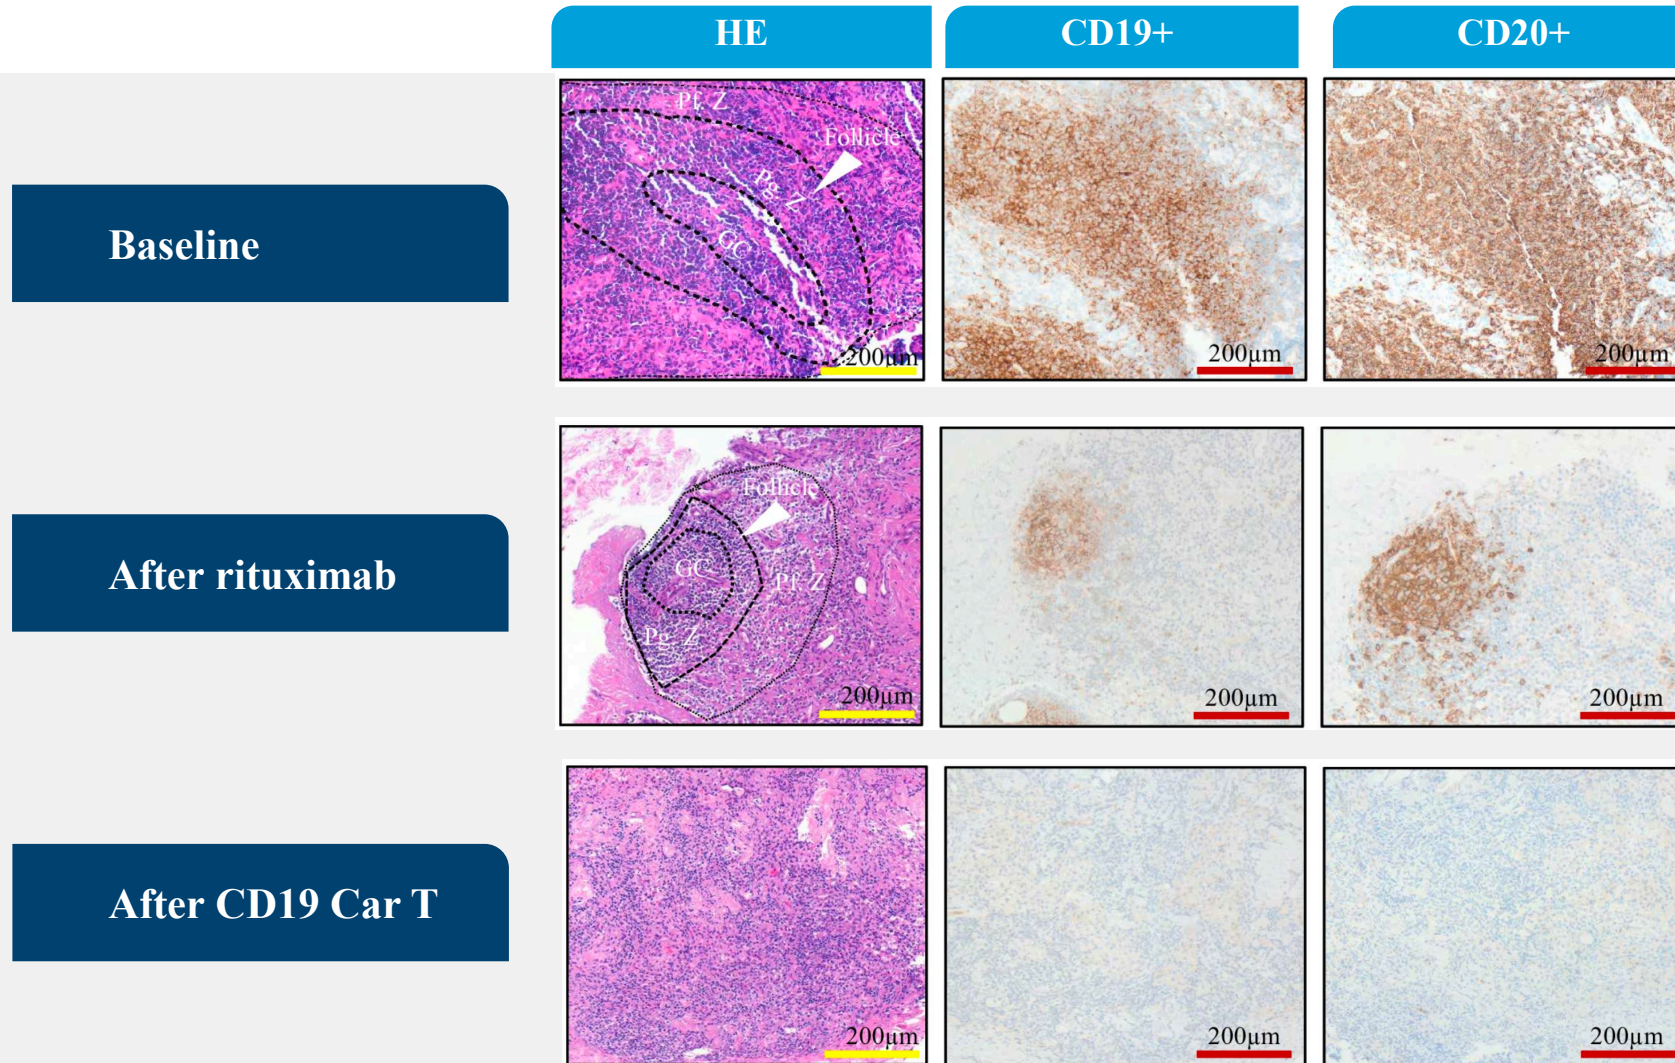 HE
CD19+
CD20+
Baseline
Pf. Z
Follicle
Pg. Z
GC
200μm
200μm
200μm
After rituximab
Follicle
GC
Pf. Z
Pg. Z
200μm
200μm
200μm
After CD19 Car T
200μm
200μm
200μm